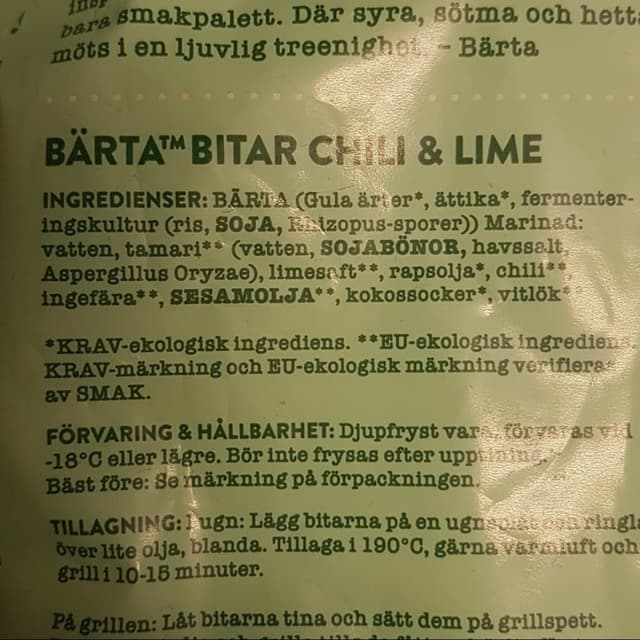 bara smakpalett. Där syra, sötma och hett
möts i en ljuvlig treenighet. – Bärta
BÄRTA™ BITAR CHILI & LIME
INGREDIENSER: BÄRTA (Gula ärter*, ättika*, fermenter-
ingskultur (ris, SOJA, Rhizopus-sporer)) Marinad:
vatten, tamari** (vatten, SOJABÖNOR, havssalt,
Aspergillus Oryzae), limesaft**, rapsolja*, chili**,
ingefära**, SESAMOLJA**, kokossocker*, vitlök*
*KRAV-ekologisk ingrediens. **EU-ekologisk ingrediens.
KRAV-märkning och EU-ekologisk märkning verifieras
av SMAK.
FÖRVARING & HÅLLBARHET: Djupfryst vara, förvaras vid
-18°C eller lägre. Bör inte frysas efter upptining.
Bäst före: Se märkning på förpackningen.
TILLAGNING: I ugn: Lägg bitarna på en ugnsplåt och ringla
över lite olja, blanda. Tillaga i 190°C, gärna varmluft och
grill i 10-15 minuter.
På grillen: Låt bitarna tina och sätt dem på grillspett.